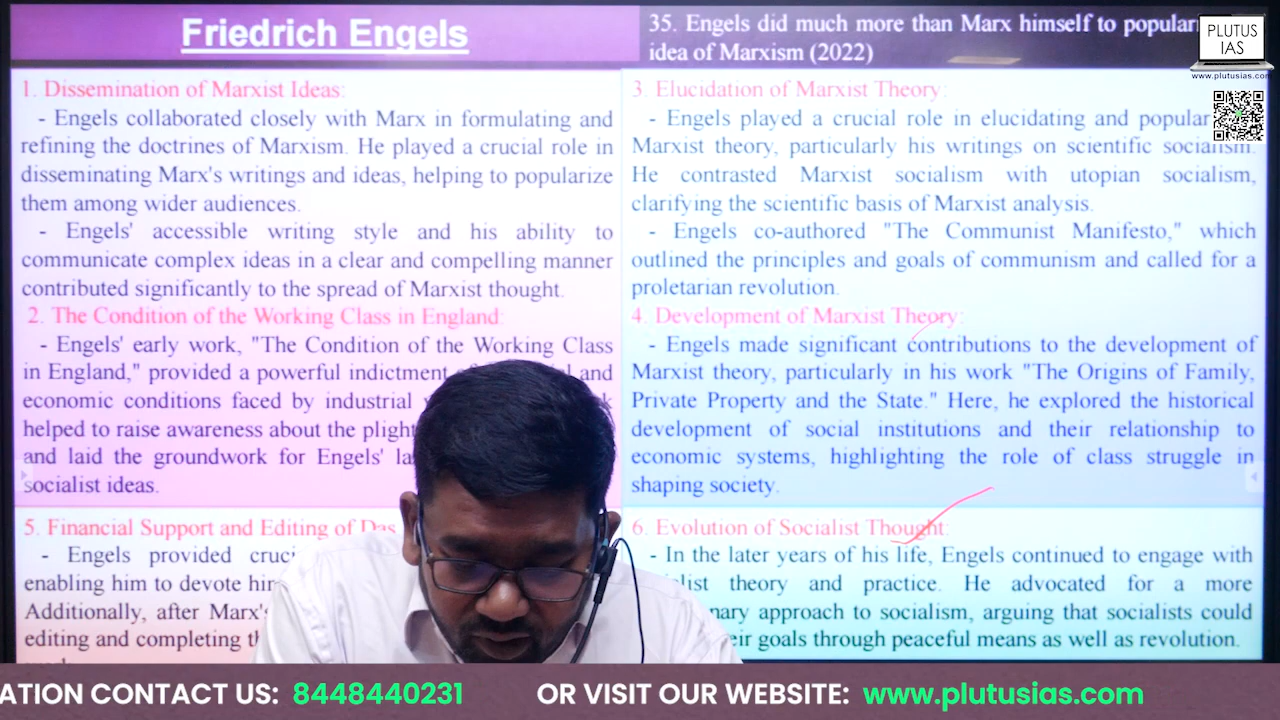 Friedrich Engels
35. Engels did much more than Marx himself to popular
idea of Marxism (2022)
PLUTUS
IAS
www.plutusias.com
1. Dissemination of Marxist Ideas:
- Engels collaborated closely with Marx in formulating and
refining the doctrines of Marxism. He played a crucial role in
disseminating Marx's writings and ideas, helping to popularize
them among wider audiences.
- Engels' accessible writing style and his ability to
communicate complex ideas in a clear and compelling manner
contributed significantly to the spread of Marxist thought.
2. The Condition of the Working Class in England:
- Engels' early work, "The Condition of the Working Class
in England," provided a powerful indictment and
economic conditions faced by industrial
helped to raise awareness about the plight
and laid the groundwork for Engels'
socialist ideas.
3. Elucidation of Marxist Theory:
- Engels played a crucial role in elucidating and popular
Marxist theory, particularly his writings on scientific socialism.
He contrasted Marxist socialism with utopian socialism,
clarifying the scientific basis of Marxist analysis.
- Engels co-authored "The Communist Manifesto," which
outlined the principles and goals of communism and called for a
proletarian revolution.
4. Development of Marxist Theory:
- Engels made significant contributions to the development of
Marxist theory, particularly in his work "The Origins of Family,
Private Property and the State." Here, he explored the historical
development of social institutions and their relationship to
economic systems, highlighting the role of class struggle in
shaping society.
5. Financial Support and Editing of Das
- Engels provided
enabling him to devote
Additionally, after Marx's
editing and completing
6. Evolution of Socialist Thought:
- In the later years of his life, Engels continued to engage with
theory and practice. He advocated for a more
approach to socialism, arguing that socialists could
goals through peaceful means as well as revolution.
ATION CONTACT US: 8448440231 OR VISIT OUR WEBSITE: www.plutusias.com